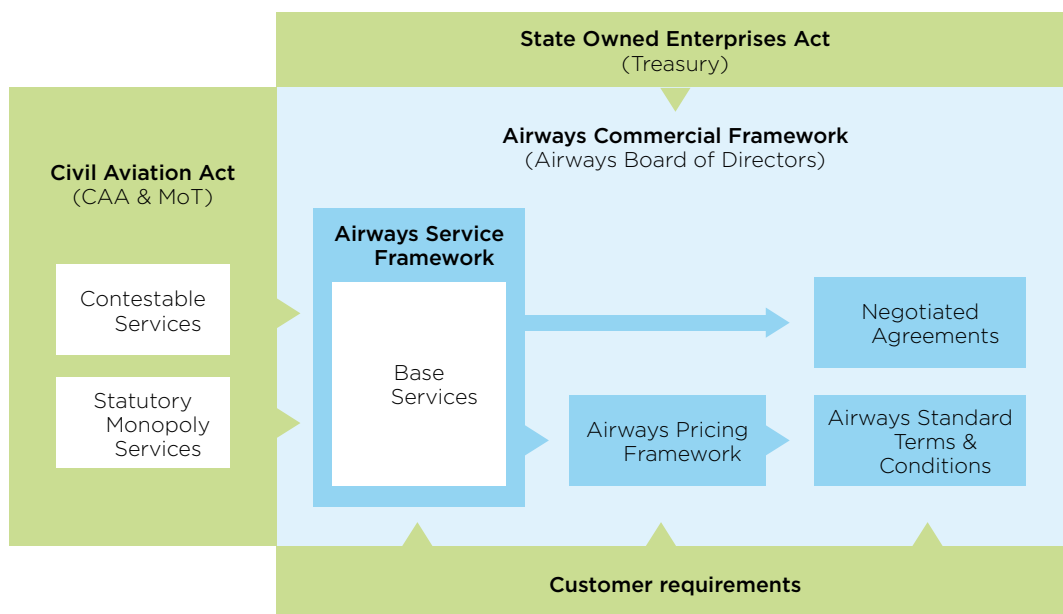 State Owned Enterprises Act
(Treasury)
Airways Commercial Framework
(Airways Board of Directors)
Civil Aviation Act
(CAA & MoT)
Contestable
Services
Statutory
Monopoly
Services
Airways Service
Framework
Base
Services
Negotiated
Agreements
Airways Pricing
Framework
Airways Standard
Terms &
Conditions
Customer requirements